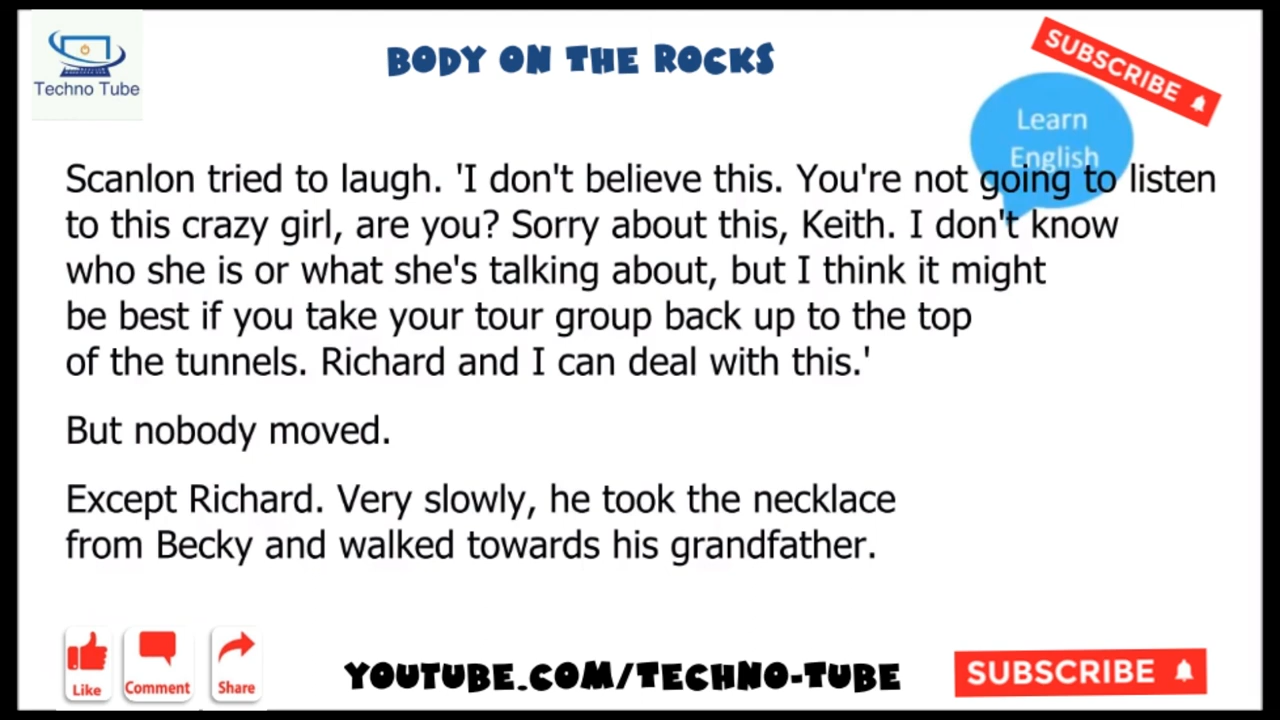 Techno Tube
BODY ON THE ROCKS
SUBSCRIBE
Learn
English
Scanlon tried to laugh. 'I don't believe this. You're not going to listen
to this crazy girl, are you? Sorry about this, Keith. I don't know
who she is or what she's talking about, but I think it might
be best if you take your tour group back up to the top
of the tunnels. Richard and I can deal with this.'
But nobody moved.
Except Richard. Very slowly, he took the necklace
from Becky and walked towards his grandfather.
Like
Comment
Share
YOUTUBE.COM/TECHNO-TUBE
SUBSCRIBE